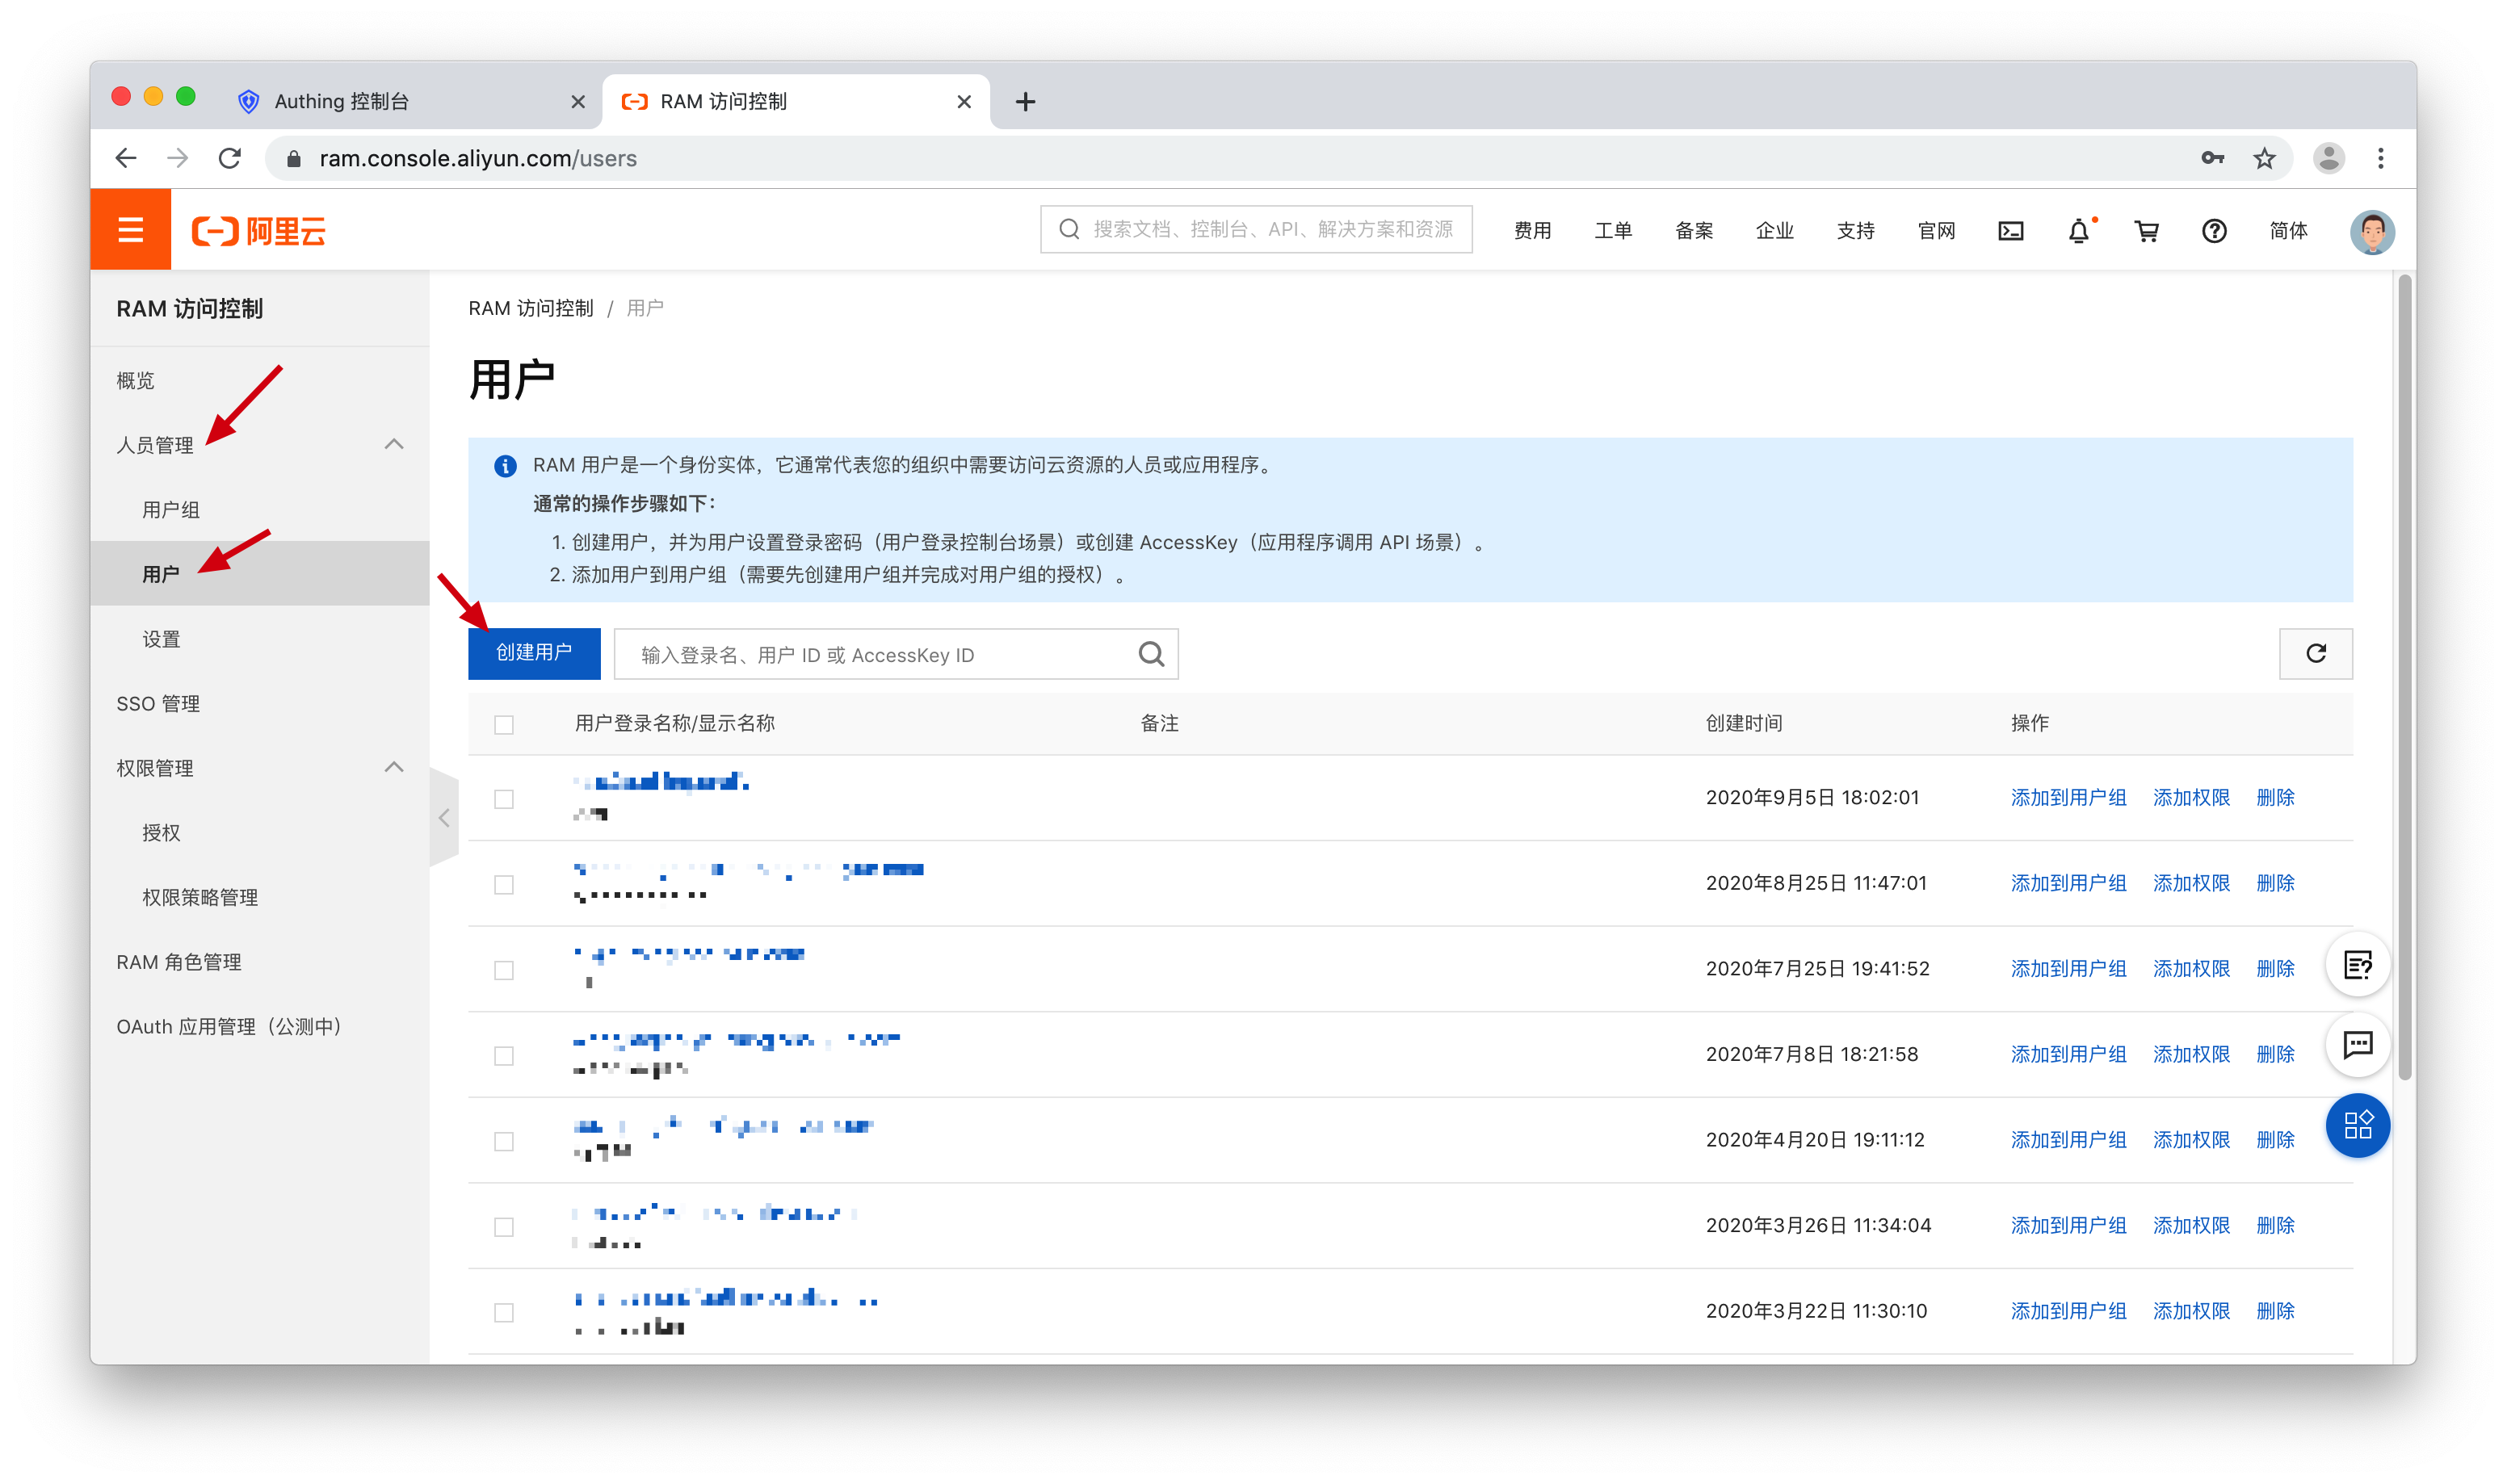 Authing 控制台
RAM 访问控制
ram.console.aliyun.com/users
阿里云
搜索文档、控制台、API、解决方案和资源
费用
工单
备案
企业
支持
官网
简体
RAM 访问控制
概览
人员管理
用户组
用户
设置
SSO 管理
权限管理
授权
权限策略管理
RAM 角色管理
OAuth 应用管理（公测中）
RAM 访问控制 / 用户
用户
RAM 用户是一个身份实体，它通常代表您的组织中需要访问云资源的人员或应用程序。
通常的操作步骤如下：
1. 创建用户，并为用户设置登录密码（用户登录控制台场景）或创建 AccessKey（应用程序调用 API 场景）。
2. 添加用户到用户组（需要先创建用户组并完成对用户组的授权）。
创建用户
输入登录名、用户 ID 或 AccessKey ID
用户登录名称/显示名称 备注 创建时间 操作
2020年9月5日 18:02:01 添加到用户组 添加权限 删除
2020年8月25日 11:47:01 添加到用户组 添加权限 删除
2020年7月25日 19:41:52 添加到用户组 添加权限 删除
2020年7月8日 18:21:58 添加到用户组 添加权限 删除
2020年4月20日 19:11:12 添加到用户组 添加权限 删除
2020年3月26日 11:34:04 添加到用户组 添加权限 删除
2020年3月22日 11:30:10 添加到用户组 添加权限 删除